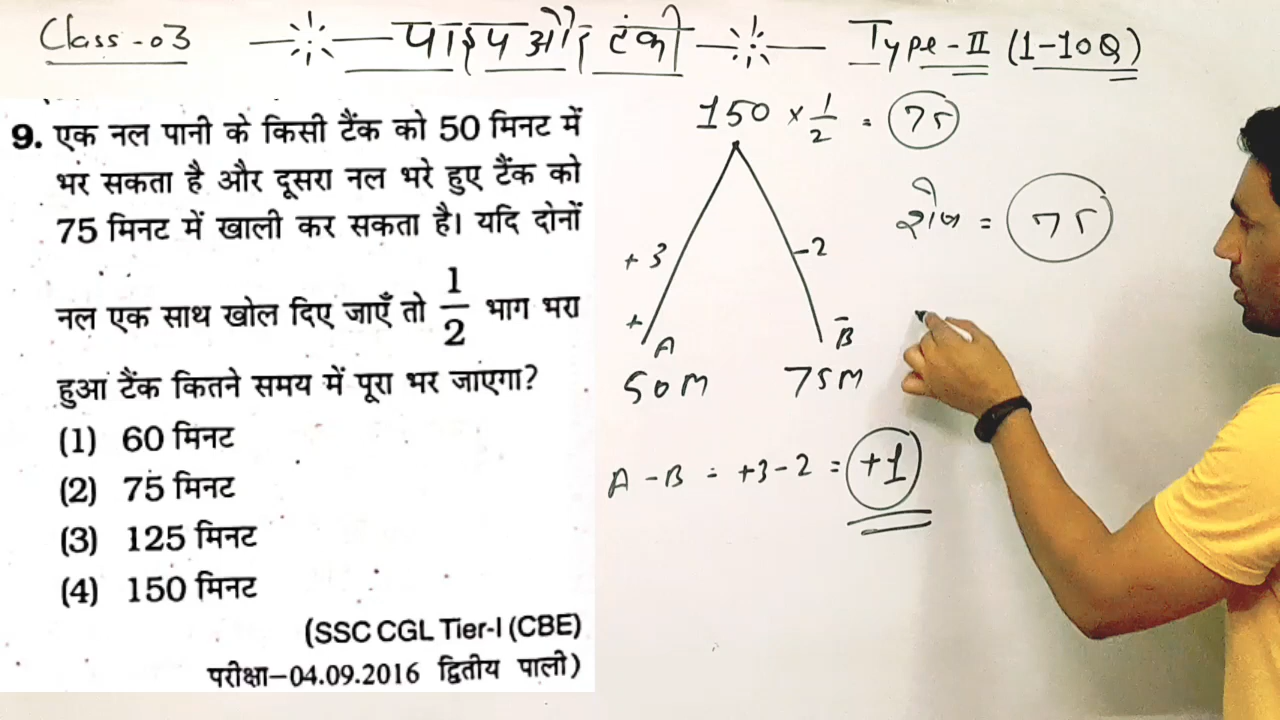 Class-03 पाइप और टंकी Type-II (1-10Q)
9. एक नल पानी के किसी टैंक को 50 मिनट में
भर सकता है और दूसरा नल भरे हुए टैंक को
75 मिनट में खाली कर सकता है। यदि दोनों
नल एक साथ खोल दिए जाएँ तो 1/2 भाग भरा
हुआ टैंक कितने समय में पूरा भर जाएगा?
(1) 60 मिनट
(2) 75 मिनट
(3) 125 मिनट
(4) 150 मिनट
(SSC CGL Tier-I (CBE)
परीक्षा-04.09.2016 द्वितीय पाली)
150 × 1/2 = 75
शेष = 75
+3 -2
+ A - B
50M 75M
A - B = +3 - 2 = +1